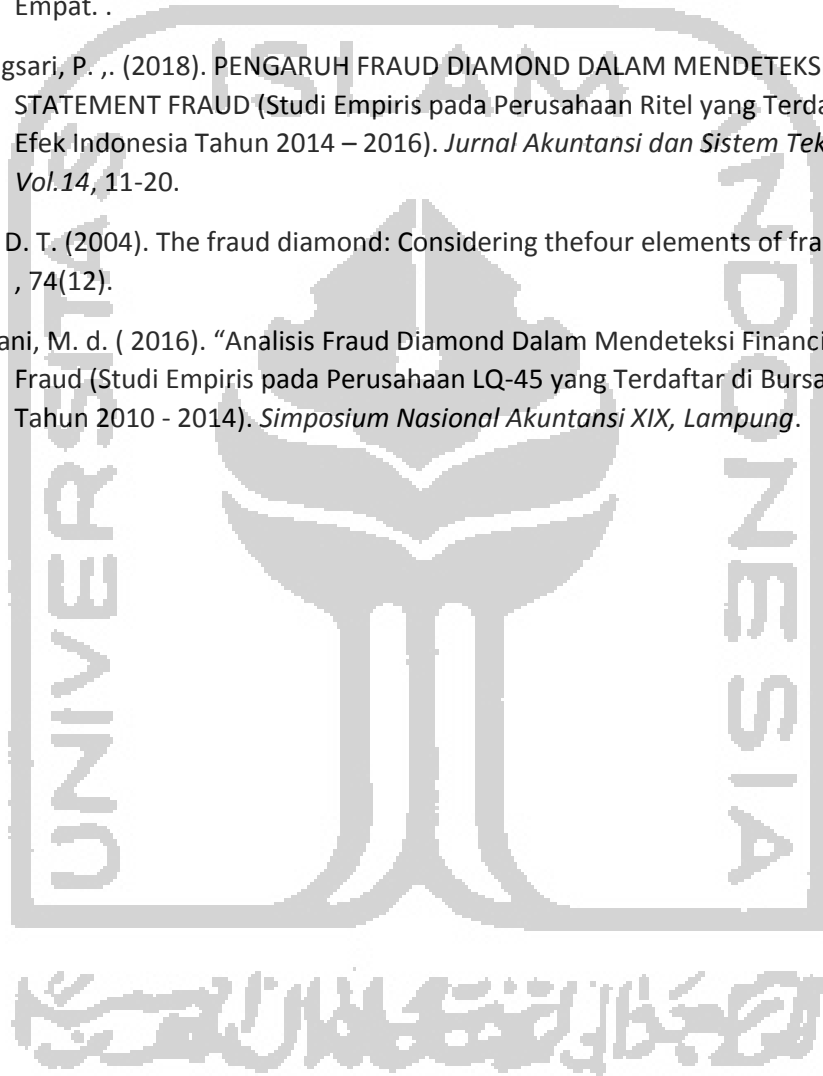 Empat. .
gsari, P. ,. (2018). PENGARUH FRAUD DIAMOND DALAM MENDETEKS
STATEMENT FRAUD (Studi Empiris pada Perusahaan Ritel yang Terda
Efek Indonesia Tahun 2014 – 2016). Jurnal Akuntansi dan Sistem Tek
Vol.14, 11-20.
D. T. (2004). The fraud diamond: Considering thefour elements of fra
, 74(12).
ani, M. d. ( 2016). “Analisis Fraud Diamond Dalam Mendeteksi Financi
Fraud (Studi Empiris pada Perusahaan LQ-45 yang Terdaftar di Bursa
Tahun 2010 - 2014). Simposium Nasional Akuntansi XIX, Lampung.
UNIVERSITAS
ISLAM
INDONESIA